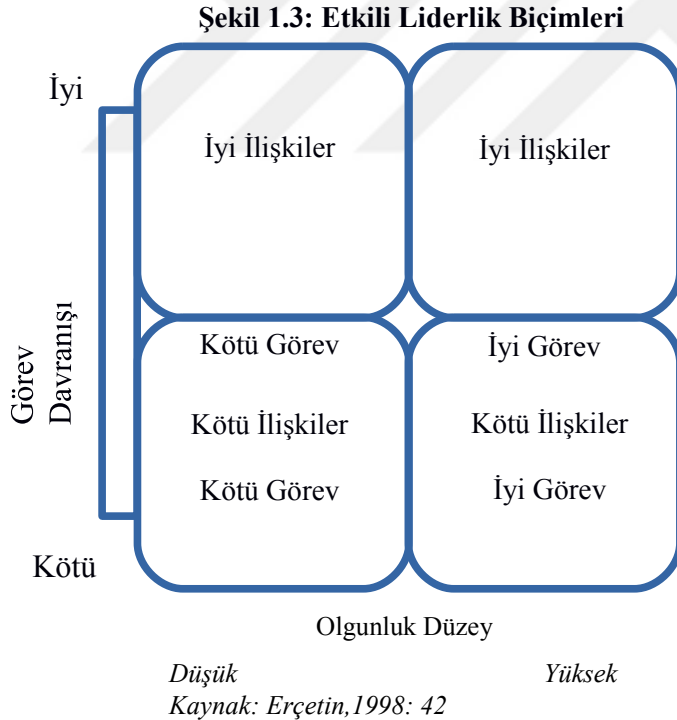 Şekil 1.3: Etkili Liderlik Biçimleri
İyi
İyi İlişkiler
İyi İlişkiler
Görev
Davranışı
Kötü Görev
İyi Görev
Kötü İlişkiler
Kötü İlişkiler
Kötü Görev
İyi Görev
Kötü
Olgunluk Düzey
Düşük Yüksek
Kaynak: Erçetin,1998: 42